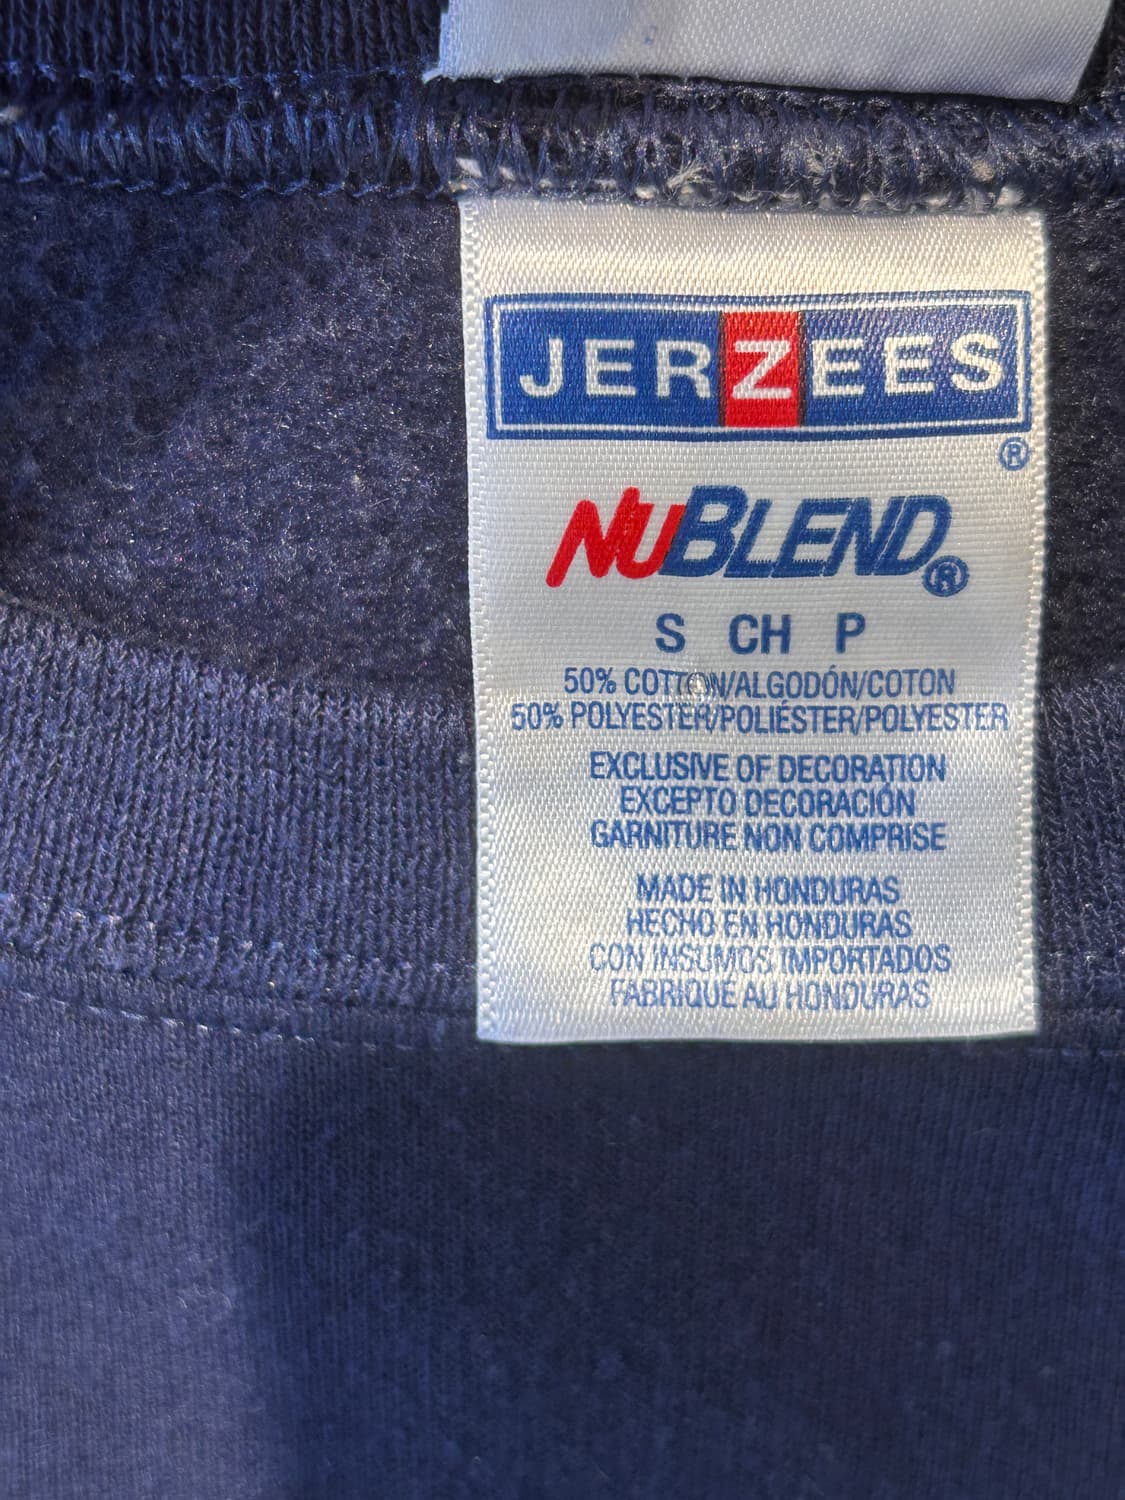 JERZEES
®
NUBLEND®
S CH P
50% COTTON/ALGODÓN/COTON
50% POLYESTER/POLIÉSTER/POLYESTER
EXCLUSIVE OF DECORATION
EXCEPTO DECORACIÓN
GARNITURE NON COMPRISE
MADE IN HONDURAS
HECHO EN HONDURAS
CON INSUMOS IMPORTADOS
FABRIQUÉ AU HONDURAS